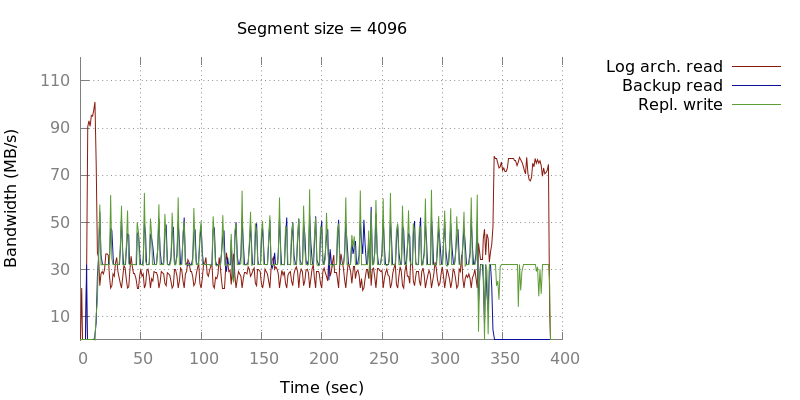 Segment size = 4096
Log arch. read
Backup read
Repl. write
Bandwidth (MB/s)
110
90
70
50
30
10
0 50 100 150 200 250 300 350 400
Time (sec)